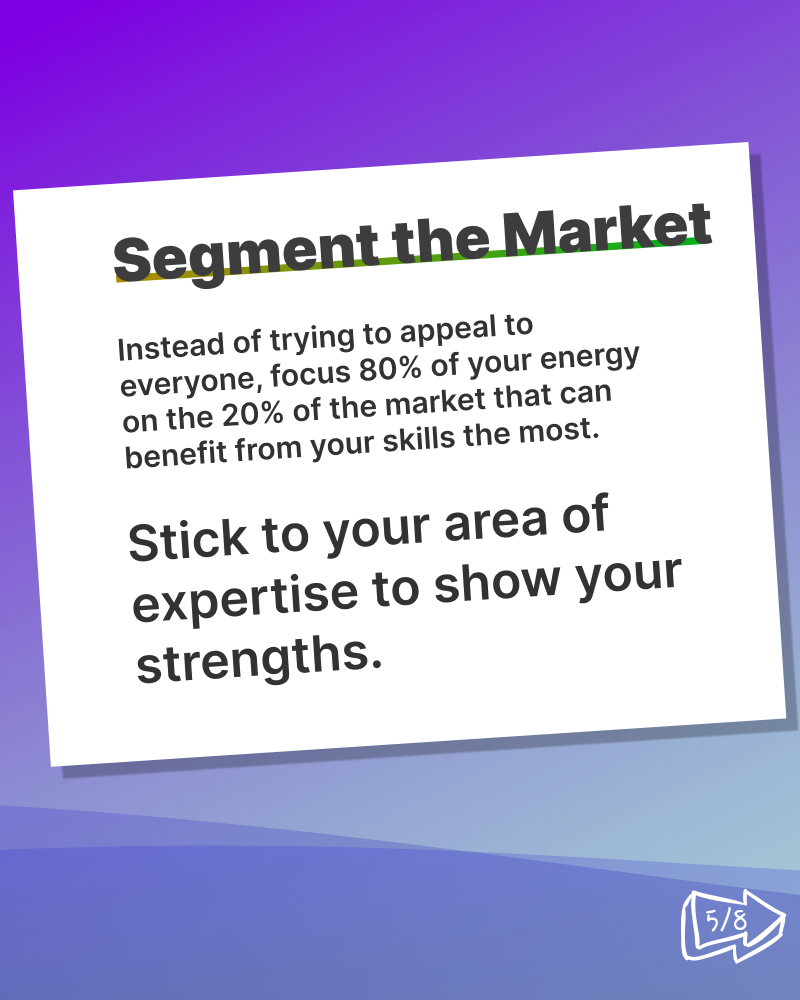 Segment the Market
Instead of trying to appeal to
everyone, focus 80% of your energy
on the 20% of the market that can
benefit from your skills the most.
Stick to your area of
expertise to show your
strengths.
5/8